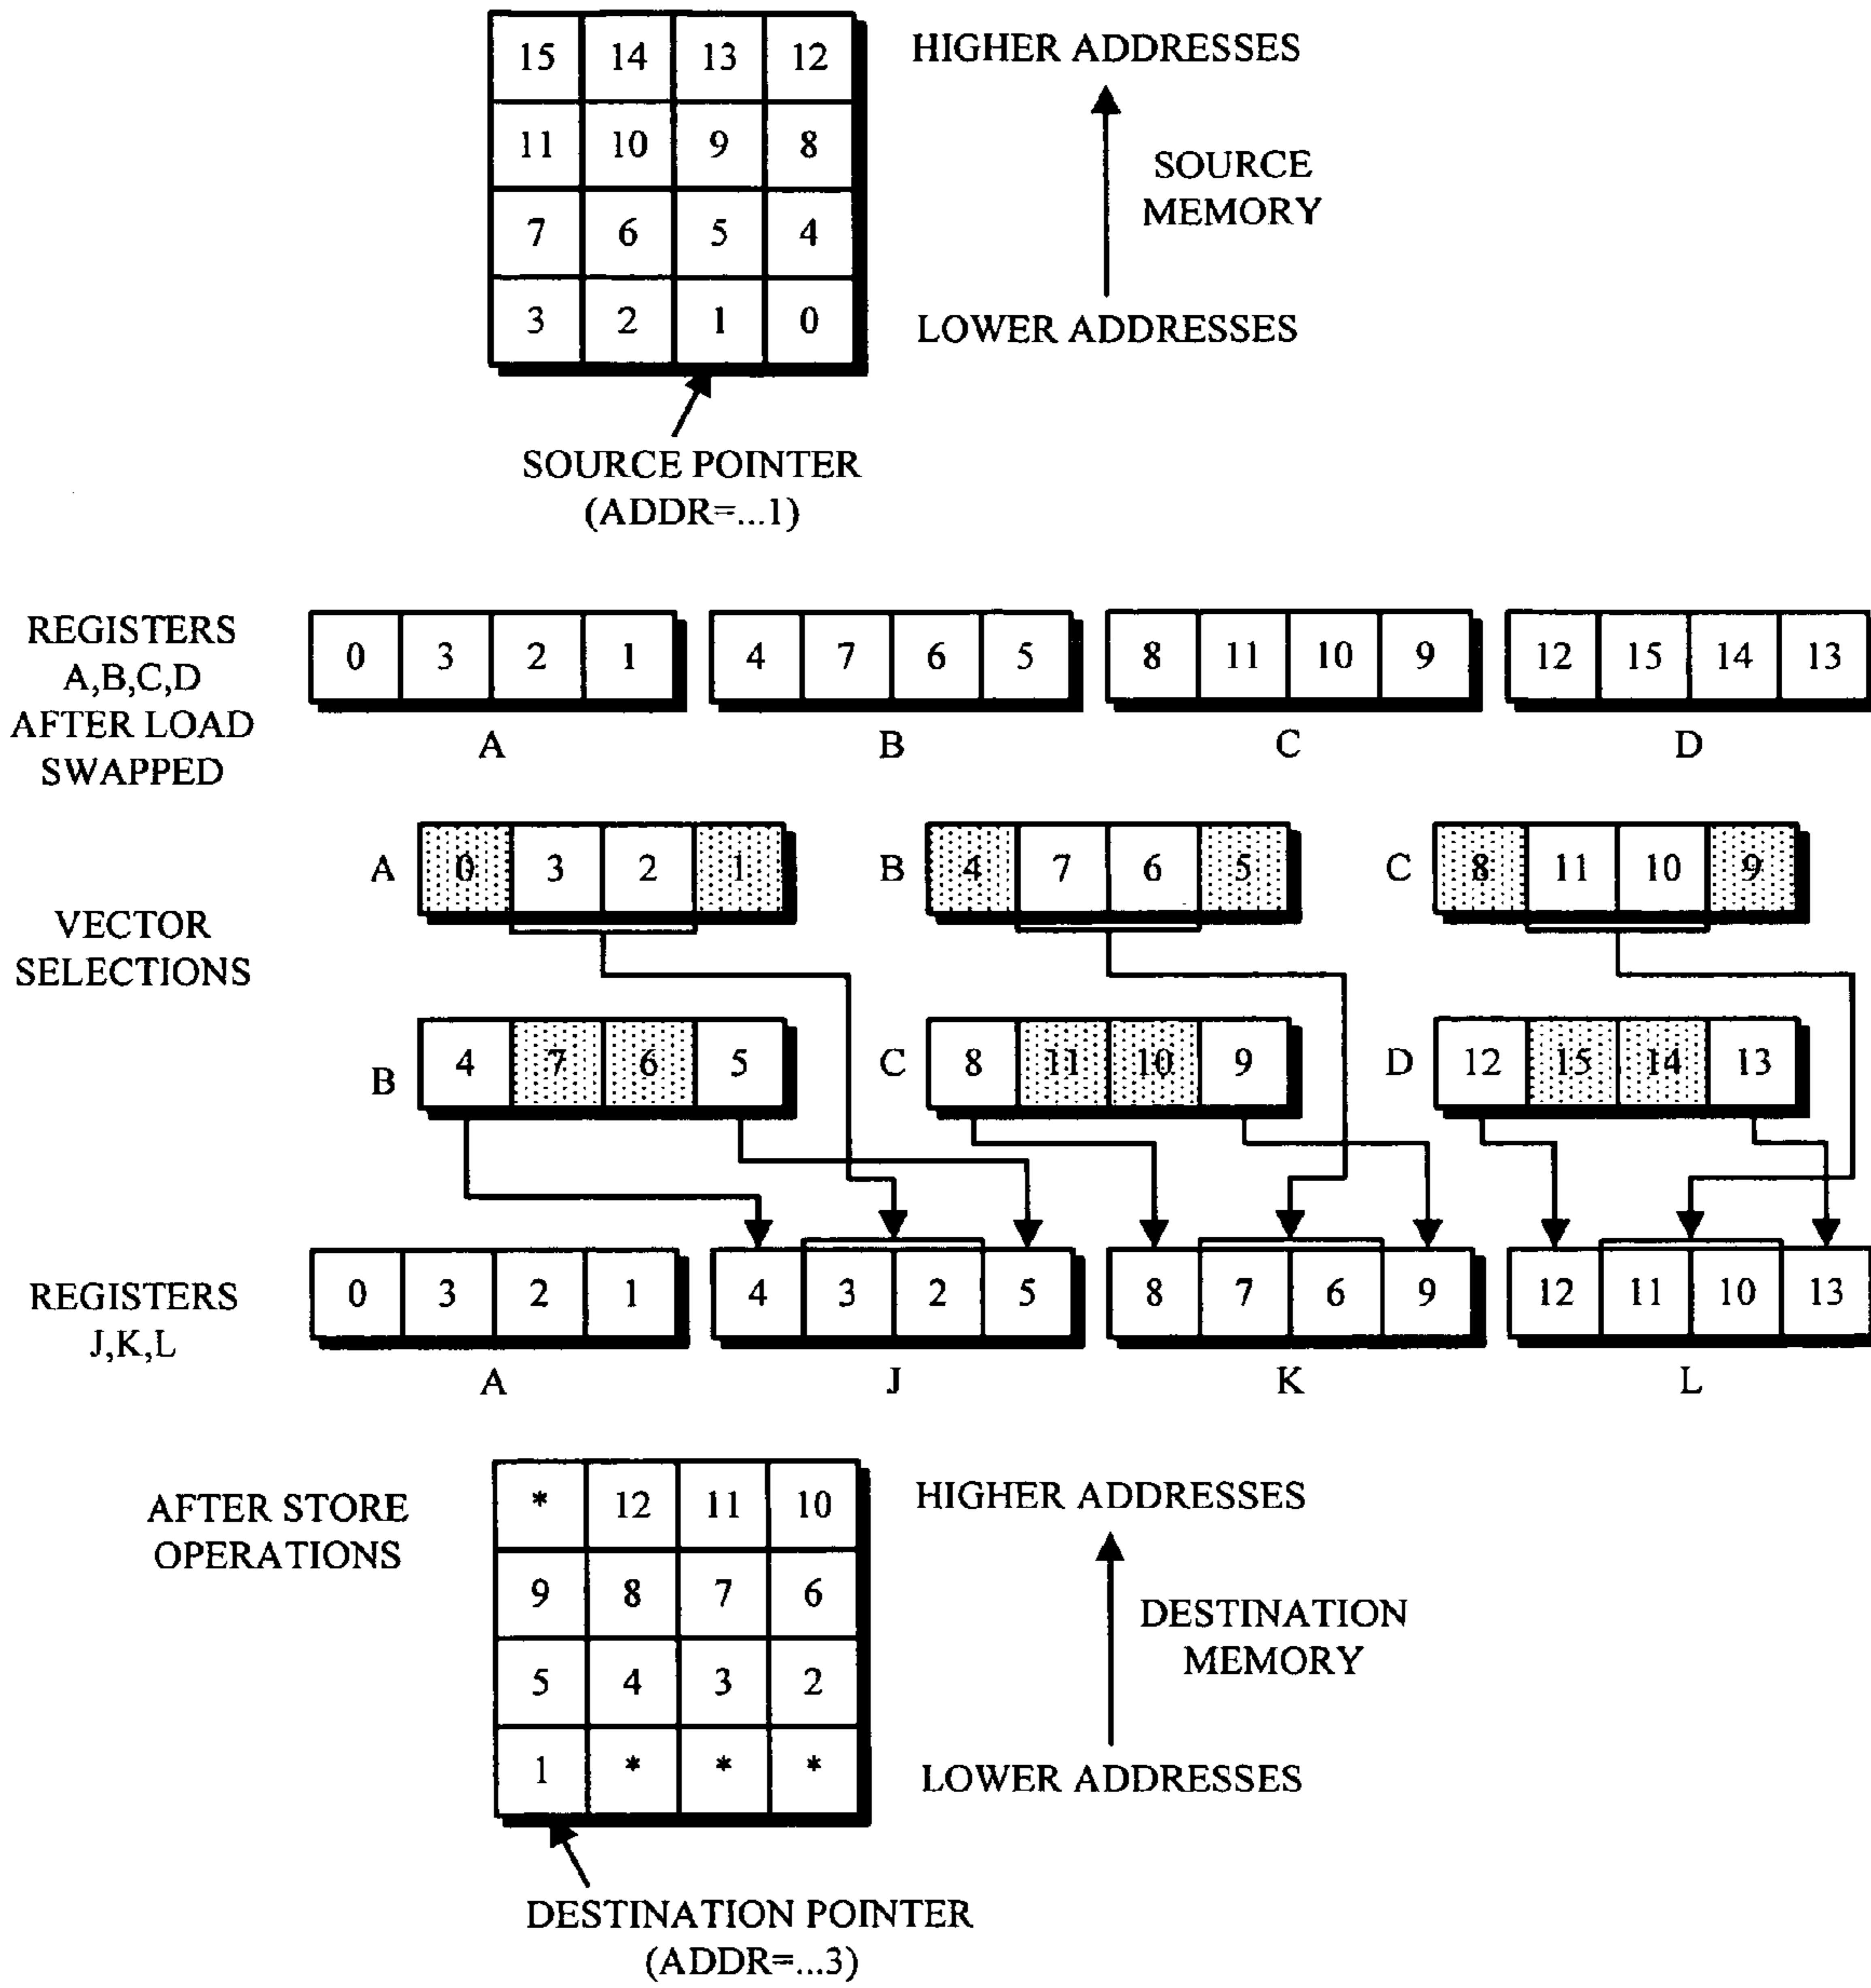 15 14 13 12
HIGHER ADDRESSES
11 10 9 8
SOURCE
MEMORY
7 6 5 4
3 2 1 0
LOWER ADDRESSES
SOURCE POINTER
(ADDR=...1)
REGISTERS
A,B,C,D
AFTER LOAD
SWAPPED
0 3 2 1
4 7 6 5
8 11 10 9
12 15 14 13
A
B
C
D
VECTOR
SELECTIONS
A 0 3 2 1
B 4 7 6 5
C 8 11 10 9
B 4 7 6 5
C 8 11 10 9
D 12 15 14 13
REGISTERS
J,K,L
0 3 2 1
4 3 2 5
8 7 6 9
12 11 10 13
A
J
K
L
AFTER STORE
OPERATIONS
* 12 11 10
HIGHER ADDRESSES
9 8 7 6
DESTINATION
MEMORY
5 4 3 2
1 * * *
LOWER ADDRESSES
DESTINATION POINTER
(ADDR=...3)